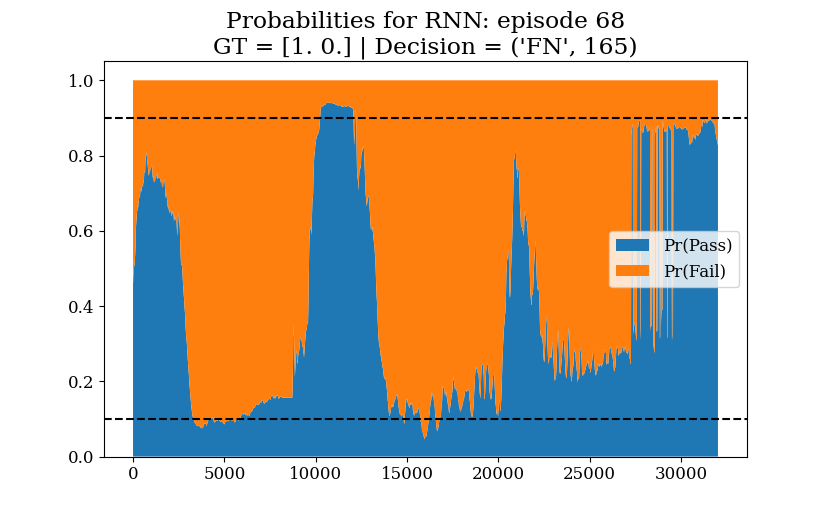 Probabilities for RNN: episode 68
GT = [1. 0.] | Decision = ('FN', 165)
1.0
0.8
0.6
0.4
0.2
0.0
Pr(Pass)
Pr(Fail)
0 5000 10000 15000 20000 25000 30000